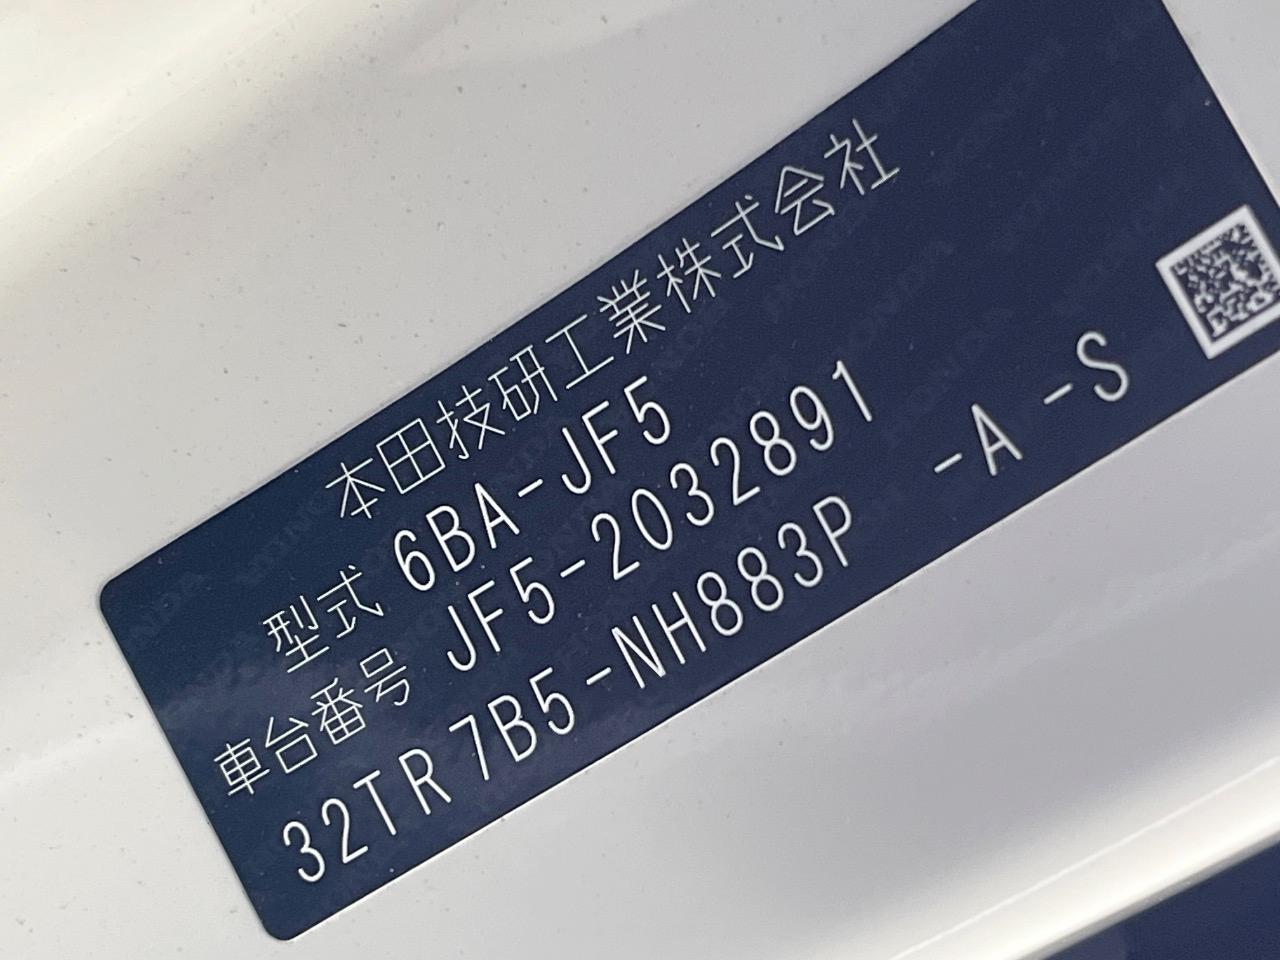 本田技研工業株式会社
型式 6BA-JF5
車台番号 JF5-2032891
32TR 7B5-NH883P -A -S